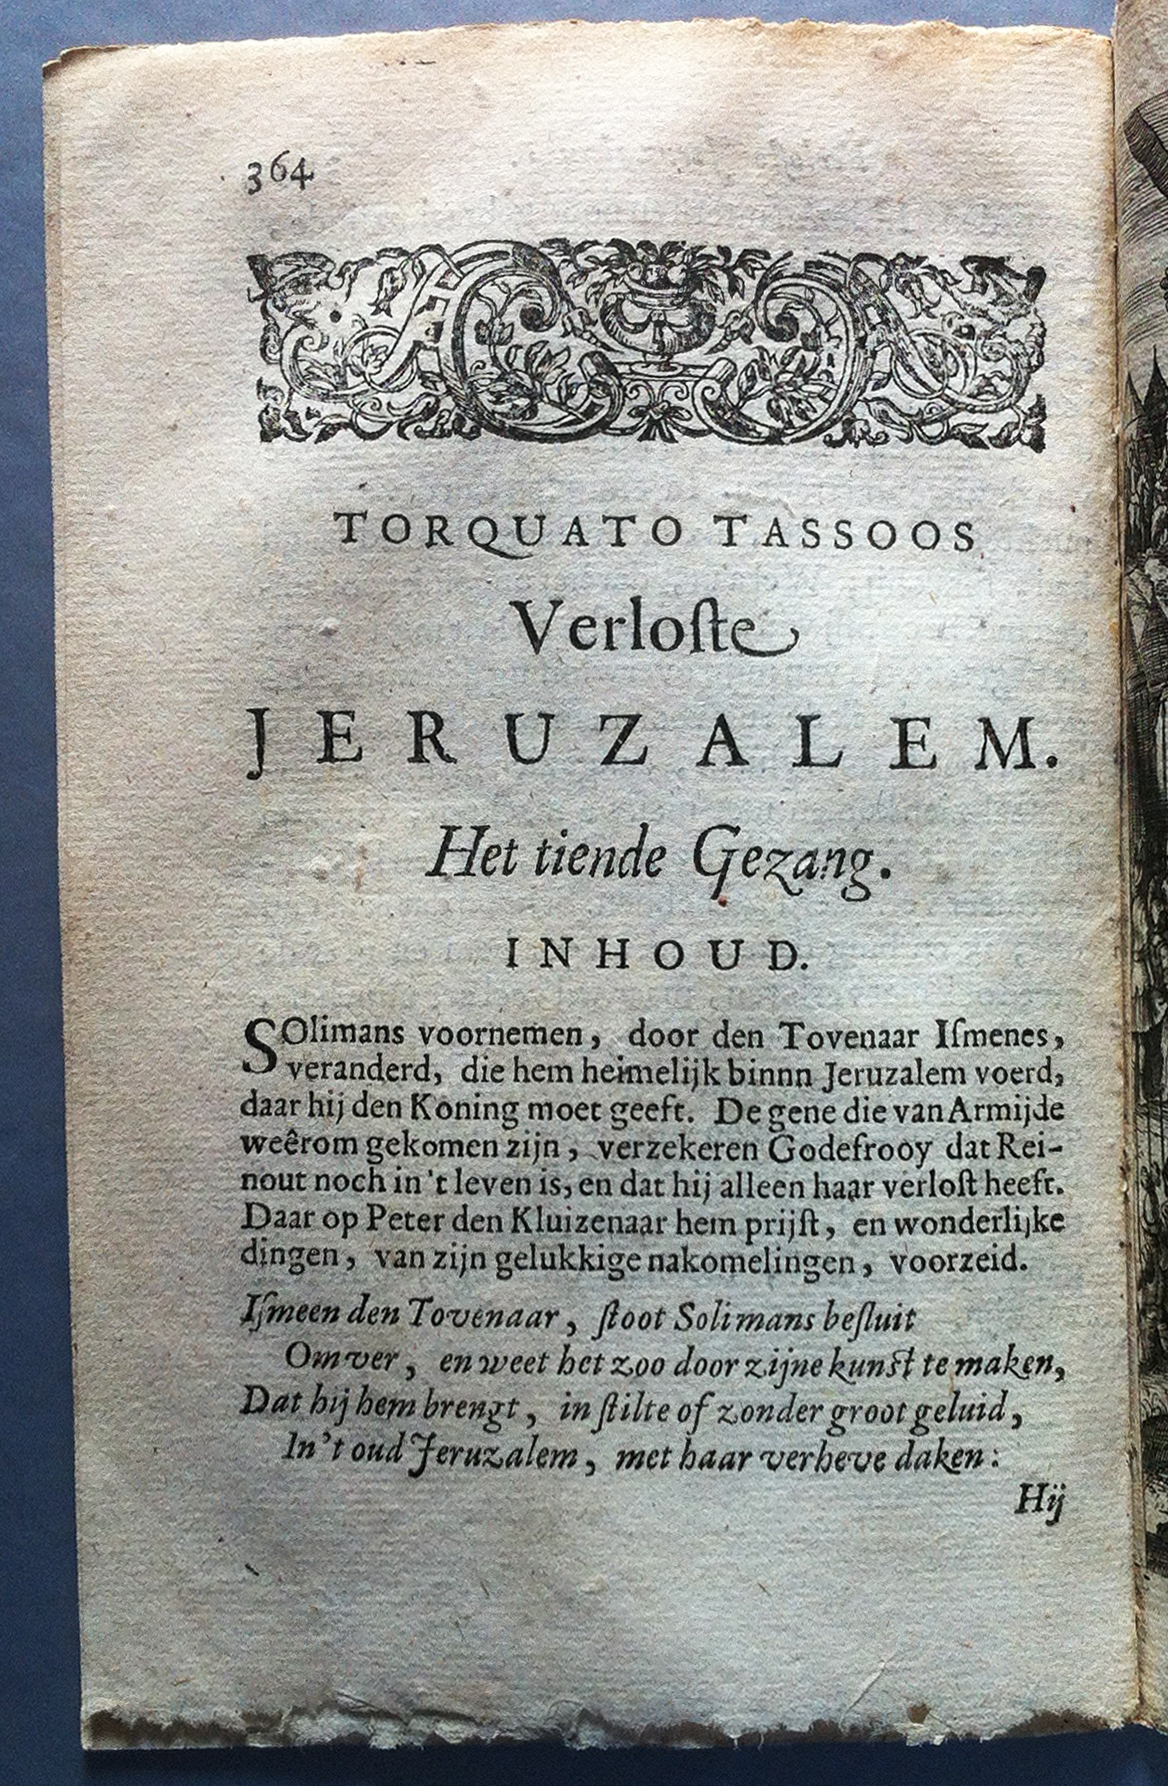 364
TORQUATO TASSOOS
Verloſte
JERUZALEM.
Het tiende Gezang.
INHOUD.
SOlimans voornemen, door den Tovenaar Iſmenes,
veranderd, die hem heimelijk binnn Jeruzalem voerd,
daar hij den Koning moet geeft. De gene die van Armijde
weêrom gekomen zijn, verzekeren Godefrooy dat Rei-
nout noch in 't leven is, en dat hij alleen haar verloſt heeft.
Daar op Peter den Kluizenaar hem prijſt, en wonderlijke
dingen, van zijn gelukkige nakomelingen, voorzeid.
Iſmeen den Tovenaar, ſtoot Solimans beſluit
Omver, en weet het zoo door zijne kunſt te maken,
Dat hij hem brengt, in ſtilte of zonder groot geluid,
In 't oud Jeruzalem, met haar verheve daken:
Hij